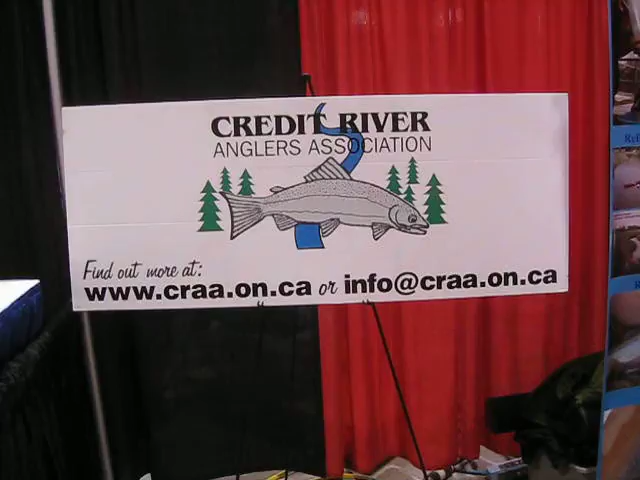 CREDIT RIVER
ANGLERS ASSOCIATION
Find out more at:
www.craa.on.ca or info@craa.on.ca